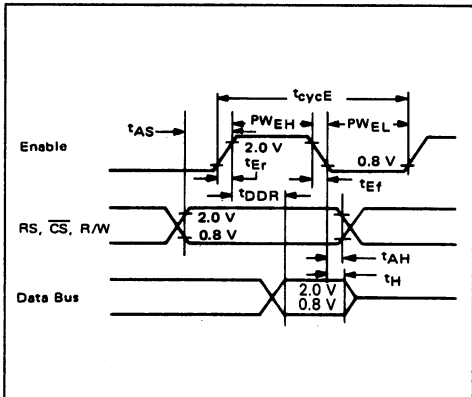 tcycE
tAS
PWEH
PWEL
Enable
2.0 V
0.8 V
tEr
tEf
tDDR
RS, C̅S̅, R/W
2.0 V
0.8 V
tAH
tH
Data Bus
2.0 V
0.8 V